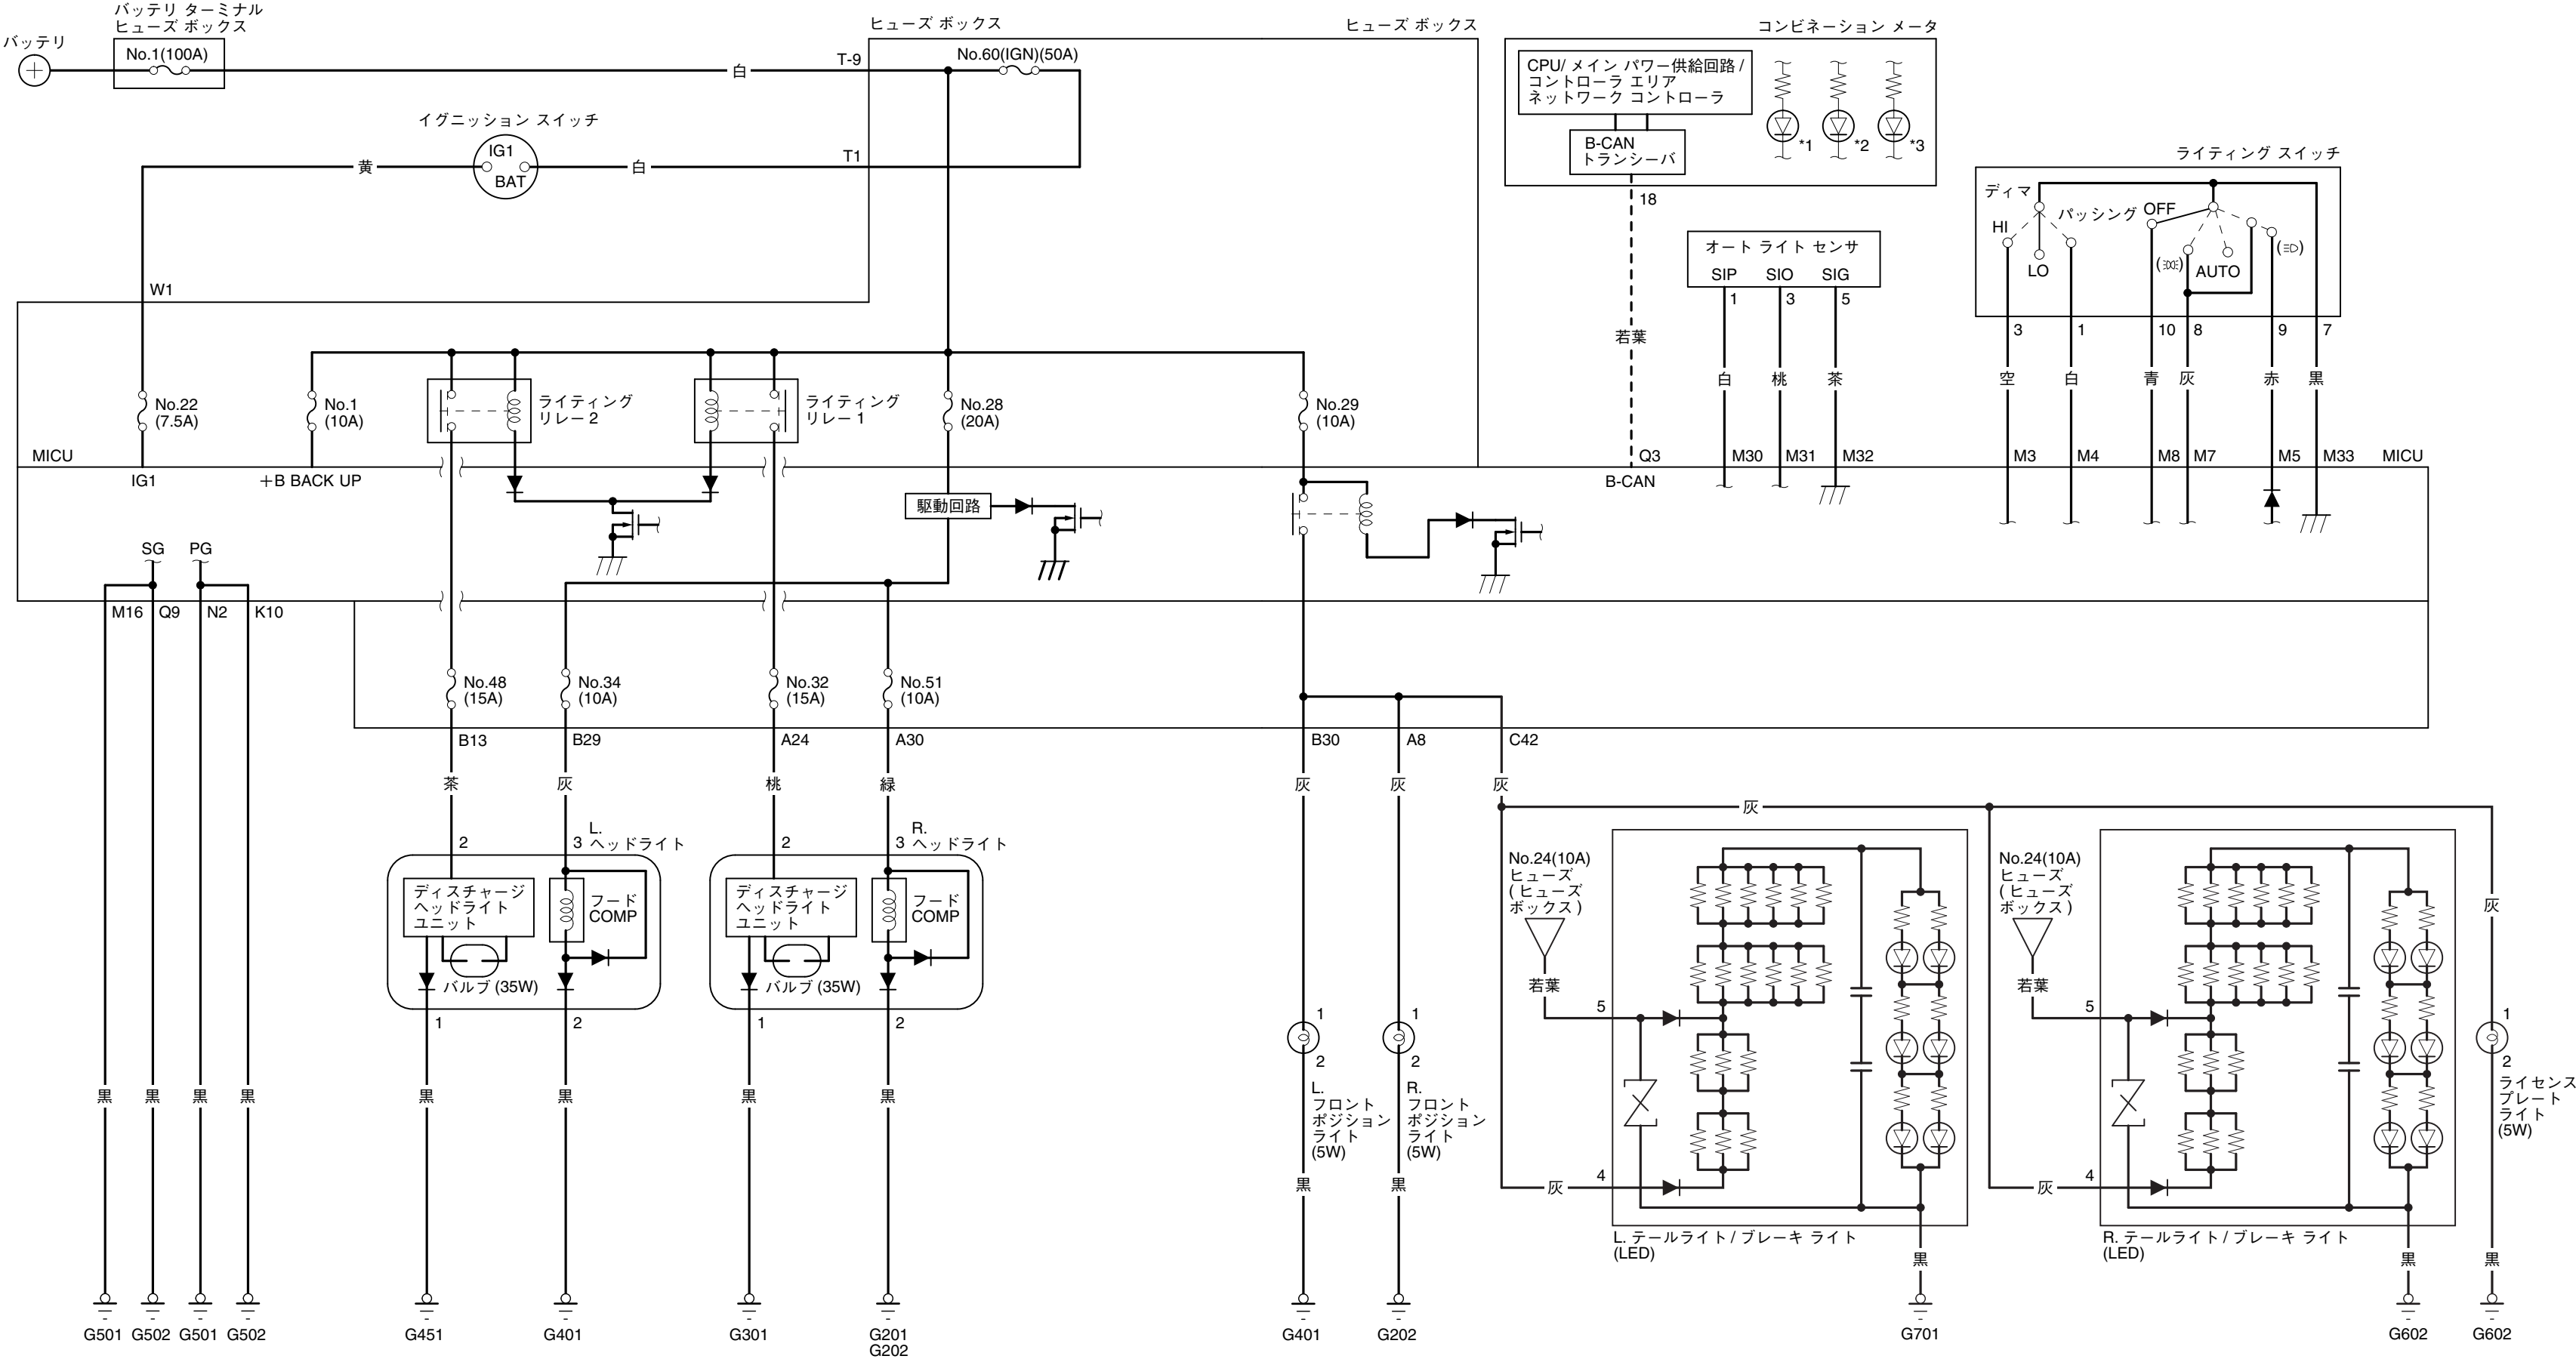 バッテリ ターミナル
ヒューズ ボックス
バッテリ
No.1(100A)
白
T-9
ヒューズ ボックス
No.60(IGN)(50A)
ヒューズ ボックス
イグニッション スイッチ
IG1
BAT
黄
白
T1
W1
コンビネーション メータ
CPU/ メイン パワー供給回路 /
コントローラ エリア
ネットワーク コントローラ
B-CAN
トランシーバ
*1
*2
*3
18
若葉
オート ライト センサ
SIP
SIO
SIG
1
3
5
白
桃
茶
ライティング スイッチ
ディマ
パッシング
OFF
HI
LO
AUTO
3
1
10
8
9
7
空
白
青
灰
赤
黒
No.22
(7.5A)
No.1
(10A)
ライティング
リレー 2
ライティング
リレー 1
No.28
(20A)
No.29
(10A)
MICU
IG1
+B BACK UP
Q3
B-CAN
M30
M31
M32
M3
M4
M8
M7
M5
M33
MICU
駆動回路
SG
PG
M16
Q9
N2
K10
No.48
(15A)
No.34
(10A)
No.32
(15A)
No.51
(10A)
B13
B29
A24
A30
B30
A8
C42
茶
灰
桃
緑
灰
灰
灰
灰
2
3
L.
ヘッドライト
2
3
R.
ヘッドライト
ディスチャージ
ヘッドライト
ユニット
フード
COMP
バルブ (35W)
ディスチャージ
ヘッドライト
ユニット
フード
COMP
バルブ (35W)
1
2
1
2
No.24(10A)
ヒューズ
( ヒューズ
ボックス )
若葉
5
4
灰
No.24(10A)
ヒューズ
( ヒューズ
ボックス )
若葉
5
4
灰
灰
1
2
L.
フロント
ポジション
ライト
(5W)
1
2
R.
フロント
ポジション
ライト
(5W)
1
2
ライセンス
プレート
ライト
(5W)
黒
黒
黒
黒
黒
黒
黒
黒
黒
黒
L. テールライト / ブレーキ ライト
(LED)
R. テールライト / ブレーキ ライト
(LED)
黒
黒
黒
G501
G502
G501
G502
G451
G401
G301
G201
G202
G401
G202
G701
G602
G602